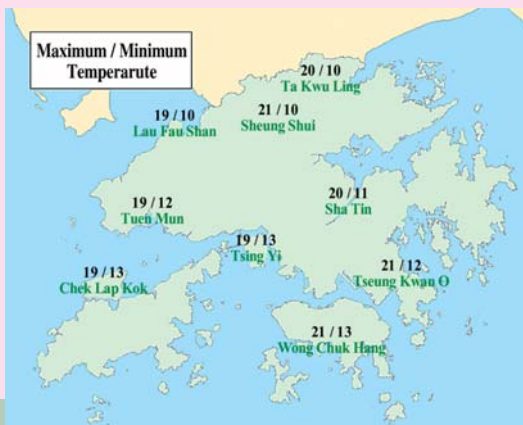 Maximum / Minimum
Temperarute
20 / 10
Ta Kwu Ling
19 / 10
Lau Fau Shan
21 / 10
Sheung Shui
19 / 12
Tuen Mun
20 / 11
Sha Tin
19 / 13
Tsing Yi
19 / 13
Chek Lap Kok
21 / 12
Tseung Kwan O
21 / 13
Wong Chuk Hang